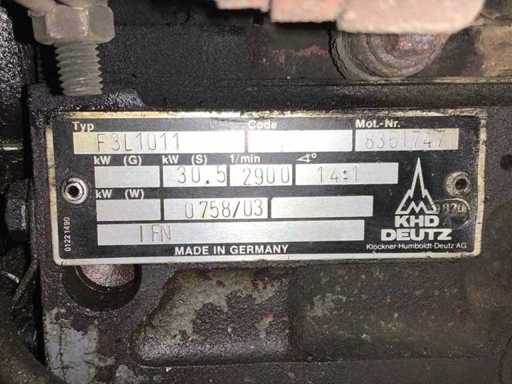 Typ Code Mot.-Nr.
F3L1011
kW (G) kW (S) 1/min
30.5 2900 14:1
kW (W)
0758/03
IFN
MADE IN GERMANY
KHD
DEUTZ
Klöckner-Humboldt-Deutz AG
01221490